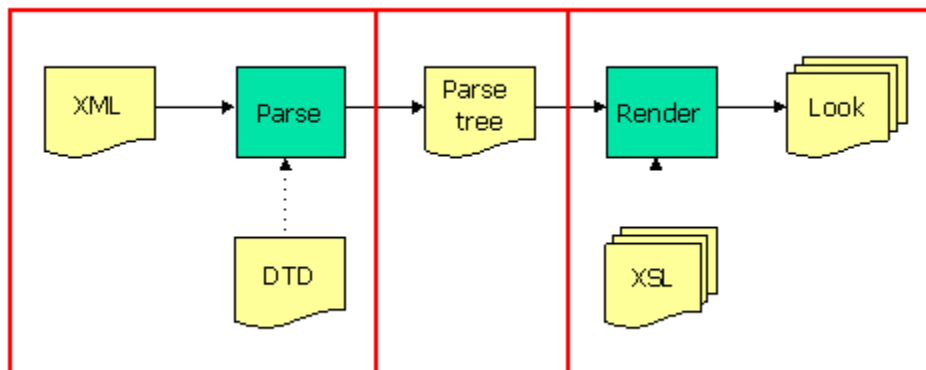 XML
Parse
Parse
tree
Render
Look
DTD
XSL